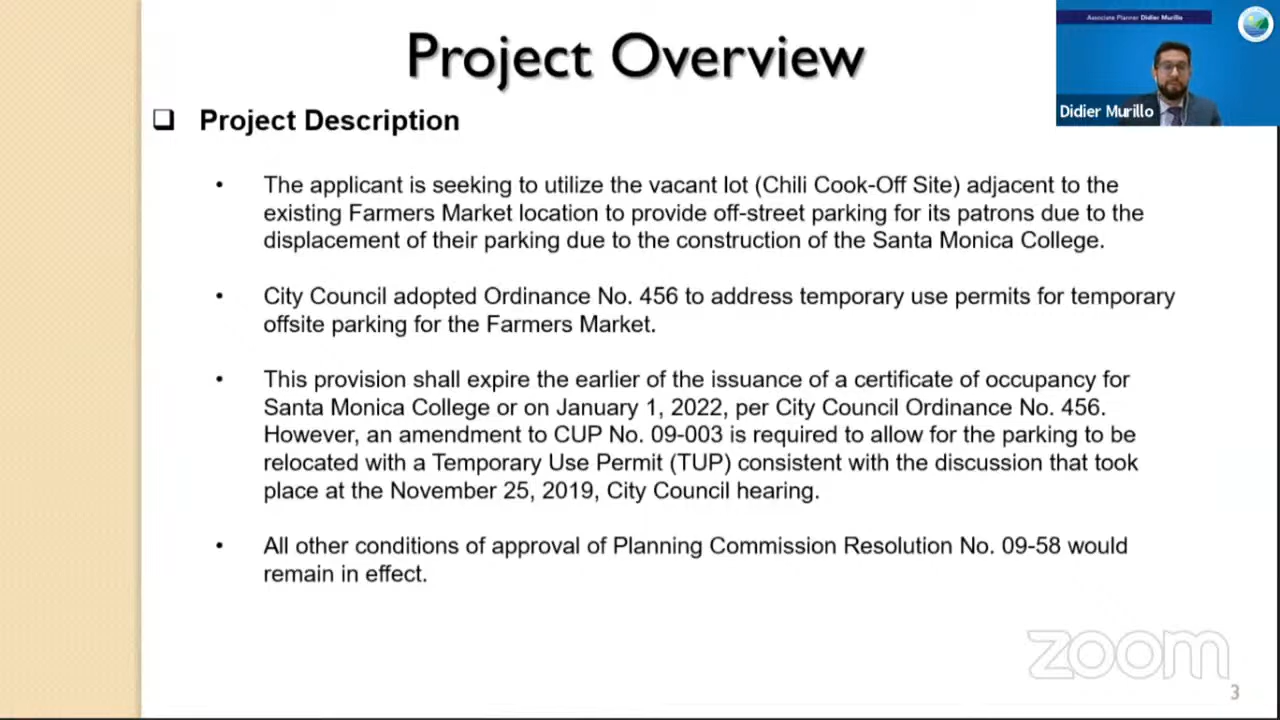 Project Overview
Associate Planner Didier Murillo
Didier Murillo
❑ Project Description
• The applicant is seeking to utilize the vacant lot (Chili Cook-Off Site) adjacent to the
existing Farmers Market location to provide off-street parking for its patrons due to the
displacement of their parking due to the construction of the Santa Monica College.
• City Council adopted Ordinance No. 456 to address temporary use permits for temporary
offsite parking for the Farmers Market.
• This provision shall expire the earlier of the issuance of a certificate of occupancy for
Santa Monica College or on January 1, 2022, per City Council Ordinance No. 456.
However, an amendment to CUP No. 09-003 is required to allow for the parking to be
relocated with a Temporary Use Permit (TUP) consistent with the discussion that took
place at the November 25, 2019, City Council hearing.
• All other conditions of approval of Planning Commission Resolution No. 09-58 would
remain in effect.
zoom
3